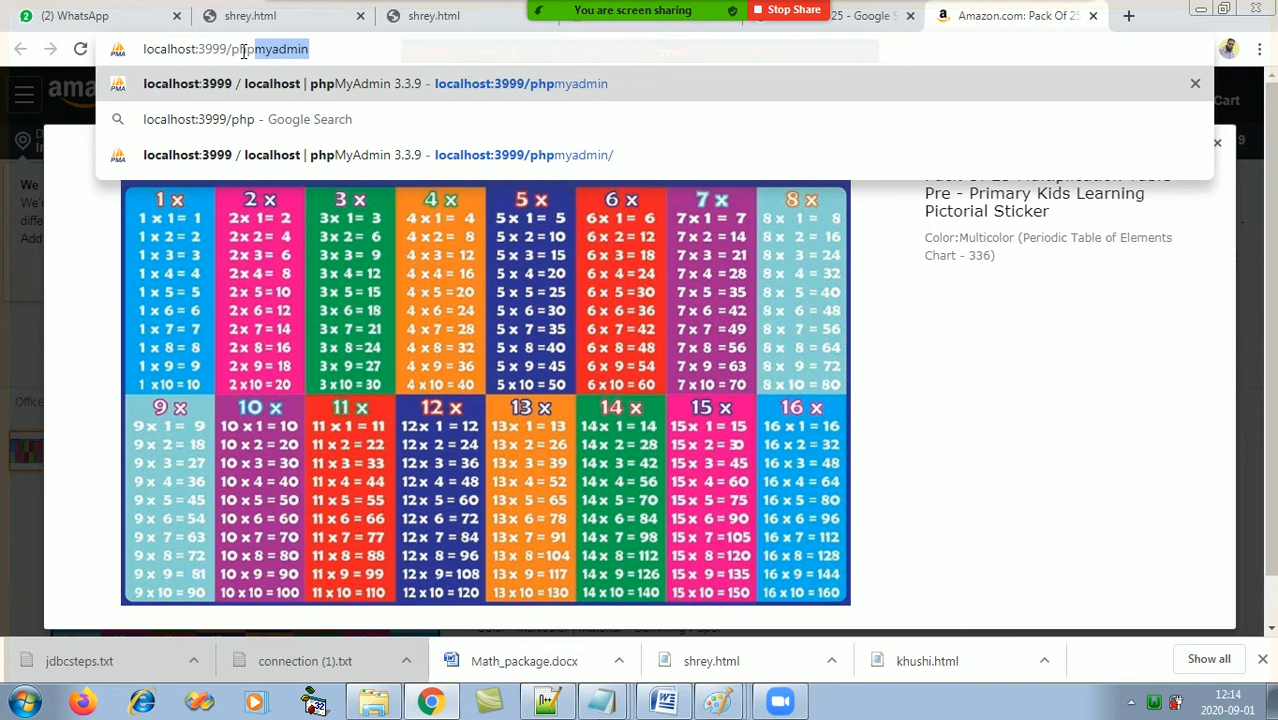 (2) WhatsApp
shrey.html
shrey.html
You are screen sharing
Stop Share
25 - Google S
Amazon.com: Pack Of 25
localhost:3999/phpmyadmin
localhost:3999 / localhost | phpMyAdmin 3.3.9 - localhost:3999/phpmyadmin
localhost:3999/php - Google Search
localhost:3999 / localhost | phpMyAdmin 3.3.9 - localhost:3999/phpmyadmin/
Cart
We
We'r
diffe
Add
Office
1 x 2 x 3 x 4 x 5 x 6 x 7 x 8 x
1 x 1 = 1 2 x 1 = 2 3 x 1 = 3 4 x 1 = 4 5 x 1 = 5 6 x 1 = 6 7 x 1 = 7 8 x 1 = 8
1 x 2 = 2 2 x 2 = 4 3 x 2 = 6 4 x 2 = 8 5 x 2 = 10 6 x 2 = 12 7 x 2 = 14 8 x 2 = 16
1 x 3 = 3 2 x 3 = 6 3 x 3 = 9 4 x 3 = 12 5 x 3 = 15 6 x 3 = 18 7 x 3 = 21 8 x 3 = 24
1 x 4 = 4 2 x 4 = 8 3 x 4 = 12 4 x 4 = 16 5 x 4 = 20 6 x 4 = 24 7 x 4 = 28 8 x 4 = 32
1 x 5 = 5 2 x 5 = 10 3 x 5 = 15 4 x 5 = 20 5 x 5 = 25 6 x 5 = 30 7 x 5 = 35 8 x 5 = 40
1 x 6 = 6 2 x 6 = 12 3 x 6 = 18 4 x 6 = 24 5 x 6 = 30 6 x 6 = 36 7 x 6 = 42 8 x 6 = 48
1 x 7 = 7 2 x 7 = 14 3 x 7 = 21 4 x 7 = 28 5 x 7 = 35 6 x 7 = 42 7 x 7 = 49 8 x 7 = 56
1 x 8 = 8 2 x 8 = 16 3 x 8 = 24 4 x 8 = 32 5 x 8 = 40 6 x 8 = 48 7 x 8 = 56 8 x 8 = 64
1 x 9 = 9 2 x 9 = 18 3 x 9 = 27 4 x 9 = 36 5 x 9 = 45 6 x 9 = 54 7 x 9 = 63 8 x 9 = 72
1 x 10 = 10 2 x 10 = 20 3 x 10 = 30 4 x 10 = 40 5 x 10 = 50 6 x 10 = 60 7 x 10 = 70 8 x 10 = 80
9 x 10 x 11 x 12 x 13 x 14 x 15 x 16 x
9 x 1 = 9 10 x 1 = 10 11 x 1 = 11 12 x 1 = 12 13 x 1 = 13 14 x 1 = 14 15 x 1 = 15 16 x 1 = 16
9 x 2 = 18 10 x 2 = 20 11 x 2 = 22 12 x 2 = 24 13 x 2 = 26 14 x 2 = 28 15 x 2 = 30 16 x 2 = 32
9 x 3 = 27 10 x 3 = 30 11 x 3 = 33 12 x 3 = 36 13 x 3 = 39 14 x 3 = 42 15 x 3 = 45 16 x 3 = 48
9 x 4 = 36 10 x 4 = 40 11 x 4 = 44 12 x 4 = 48 13 x 4 = 52 14 x 4 = 56 15 x 4 = 60 16 x 4 = 64
9 x 5 = 45 10 x 5 = 50 11 x 5 = 55 12 x 5 = 60 13 x 5 = 65 14 x 5 = 70 15 x 5 = 75 16 x 5 = 80
9 x 6 = 54 10 x 6 = 60 11 x 6 = 66 12 x 6 = 72 13 x 6 = 78 14 x 6 = 84 15 x 6 = 90 16 x 6 = 96
9 x 7 = 63 10 x 7 = 70 11 x 7 = 77 12 x 7 = 84 13 x 7 = 91 14 x 7 = 98 15 x 7 = 105 16 x 7 = 112
9 x 8 = 72 10 x 8 = 80 11 x 8 = 88 12 x 8 = 96 13 x 8 = 104 14 x 8 = 112 15 x 8 = 120 16 x 8 = 128
9 x 9 = 81 10 x 9 = 90 11 x 9 = 99 12 x 9 = 108 13 x 9 = 117 14 x 9 = 126 15 x 9 = 135 16 x 9 = 144
9 x 10 = 90 10 x 10 = 100 11 x 10 = 110 12 x 10 = 120 13 x 10 = 130 14 x 10 = 140 15 x 10 = 150 16 x 10 = 160
Pre - Primary Kids Learning
Pictorial Sticker
Color:Multicolor (Periodic Table of Elements
Chart - 336)
jdbcsteps.txt
connection (1).txt
Math_package.docx
shrey.html
khushi.html
Show all
12:14
2020-09-01